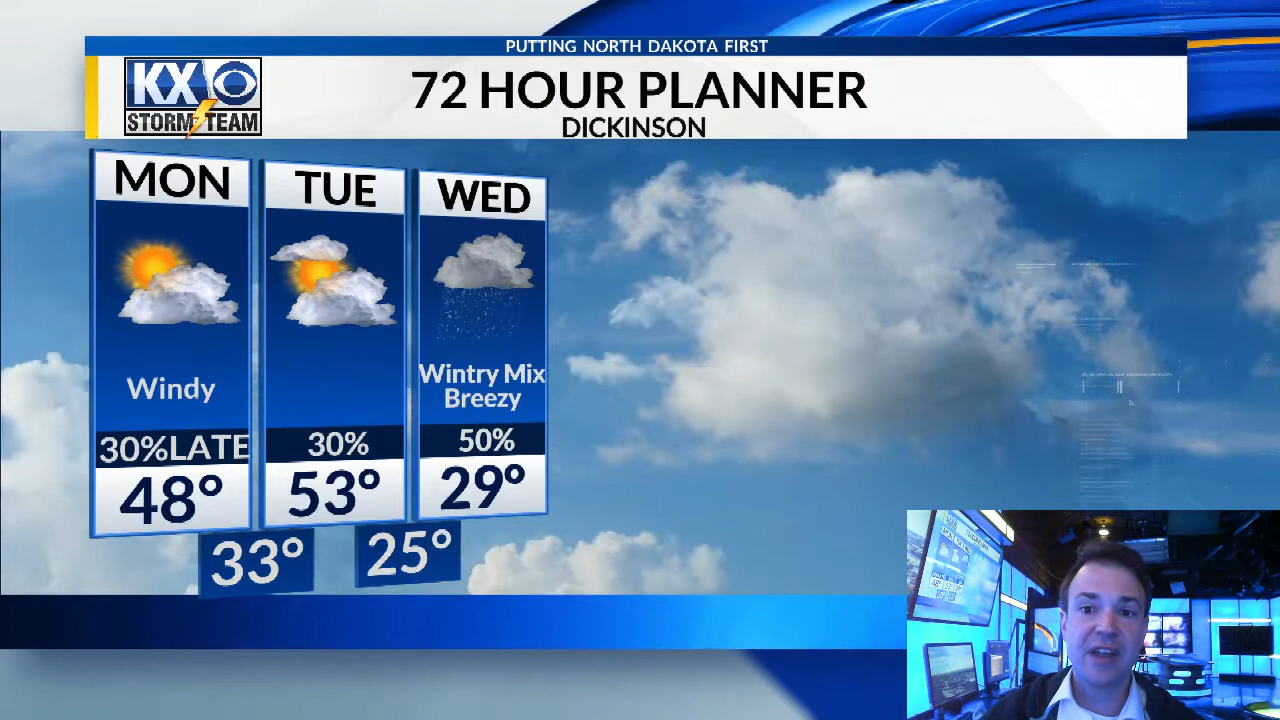 PUTTING NORTH DAKOTA FIRST
KX
STORM TEAM
72 HOUR PLANNER
DICKINSON
MON
TUE
WED
Windy
Wintry Mix
Breezy
30%LATE
30%
50%
48°
53°
29°
33°
25°